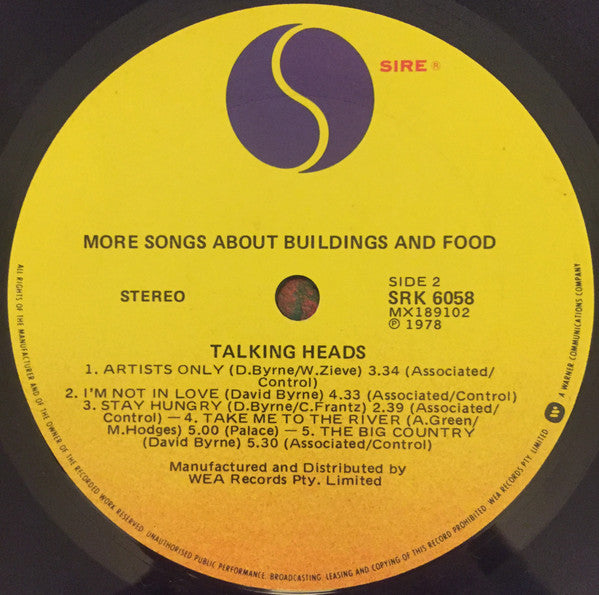 SIRE ®
MORE SONGS ABOUT BUILDINGS AND FOOD
STEREO
SIDE 2
SRK 6058
MX189102
℗ 1978
TALKING HEADS
1. ARTISTS ONLY (D.Byrne/W.Zieve) 3.34 (Associated/
Control)
2. I'M NOT IN LOVE (David Byrne) 4.33 (Associated/Control)
3. STAY HUNGRY (D.Byrne/C.Frantz) 2.39 (Associated/
Control) — 4. TAKE ME TO THE RIVER (A.Green/
M.Hodges) 5.00 (Palace) — 5. THE BIG COUNTRY
(David Byrne) 5.30 (Associated/Control)
Manufactured and Distributed by
WEA Records Pty. Limited
ALL RIGHTS OF THE MANUFACTURER AND OF THE OWNER OF THE RECORDED WORK RESERVED. UNAUTHORISED PUBLIC PERFORMANCE, BROADCASTING, LEASING AND COPYING OF THIS RECORD PROHIBITED. WEA RECORDS PTY. LIMITED
A WARNER COMMUNICATIONS COMPANY